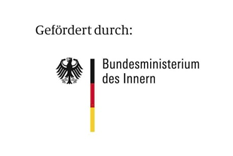 Gefördert durch:
Bundesministerium
des Innern